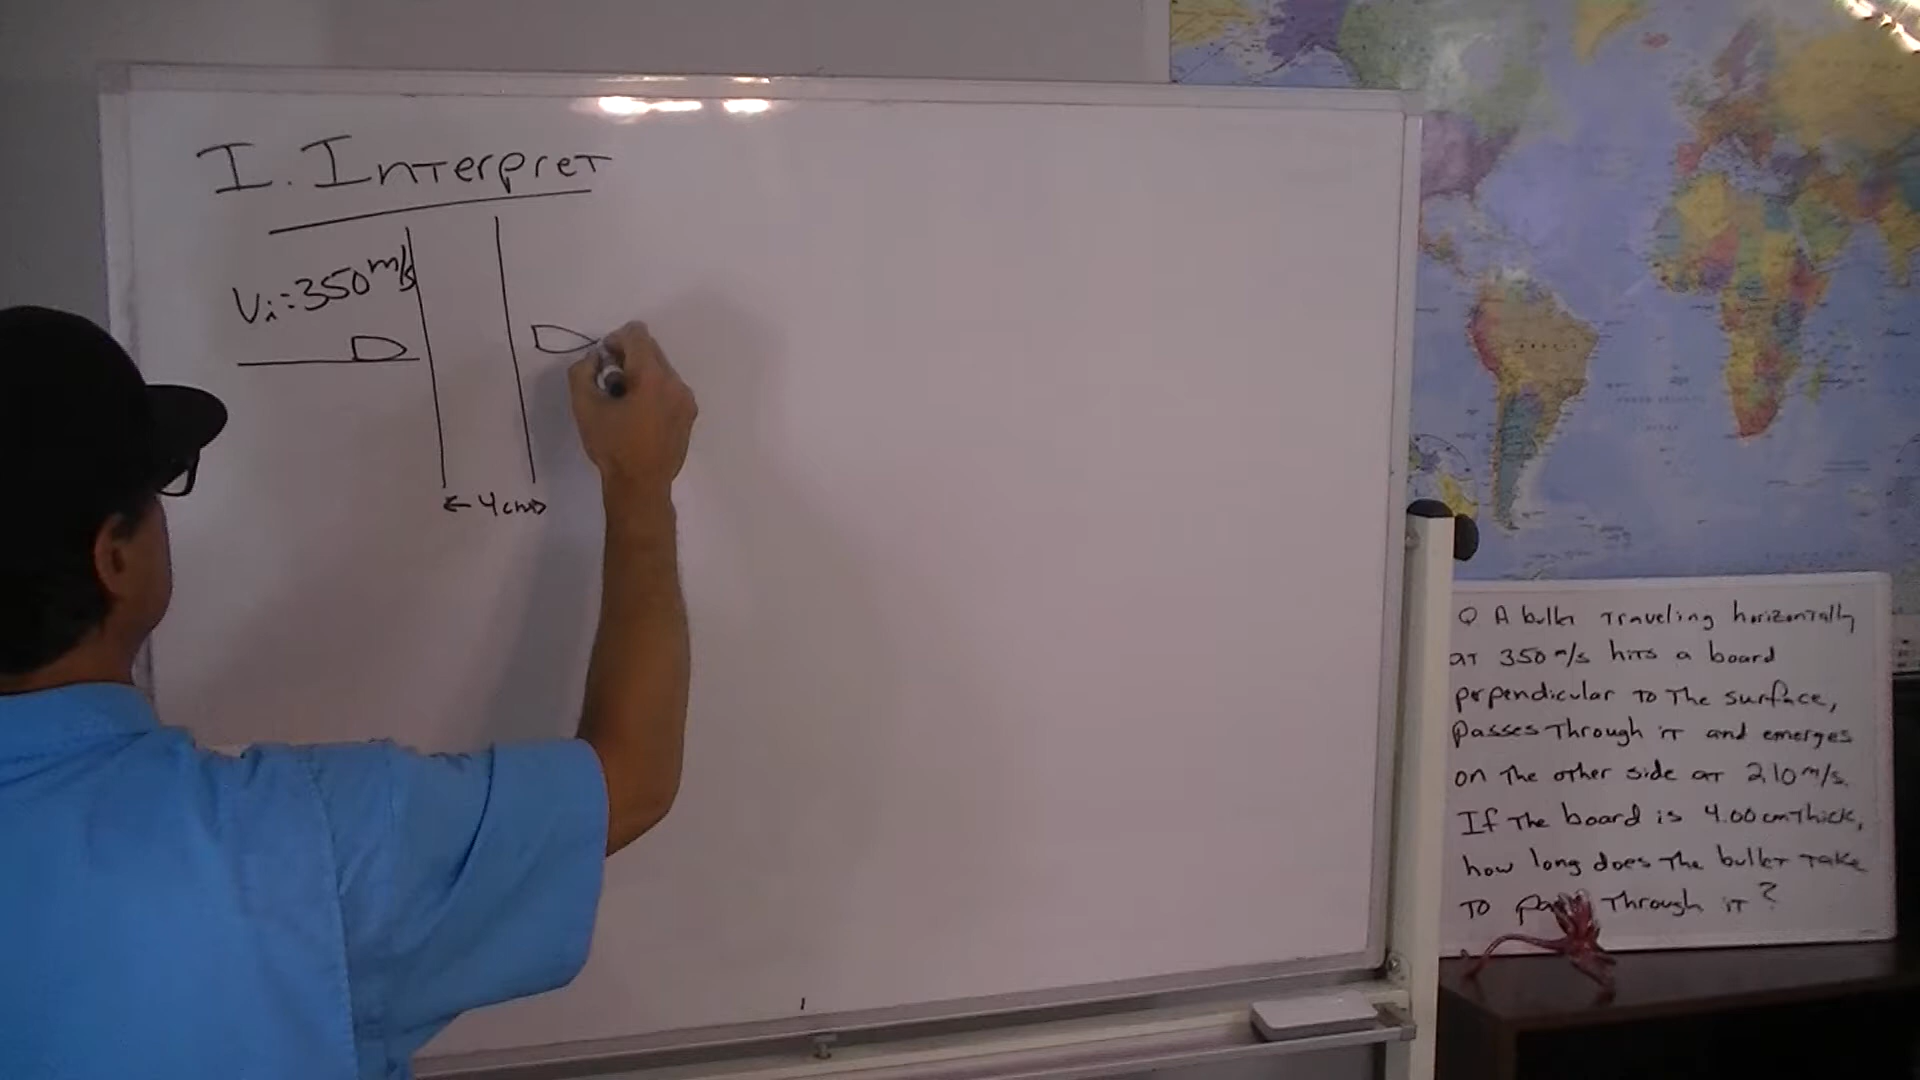 I. Interpret
Vi=350 m/s
← 4cm →
Q A bullet traveling horizontally
at 350 m/s hits a board
perpendicular to the surface,
passes through it and emerges
on the other side at 210 m/s.
If the board is 4.00 cm thick,
how long does the bullet take
to pass through it?